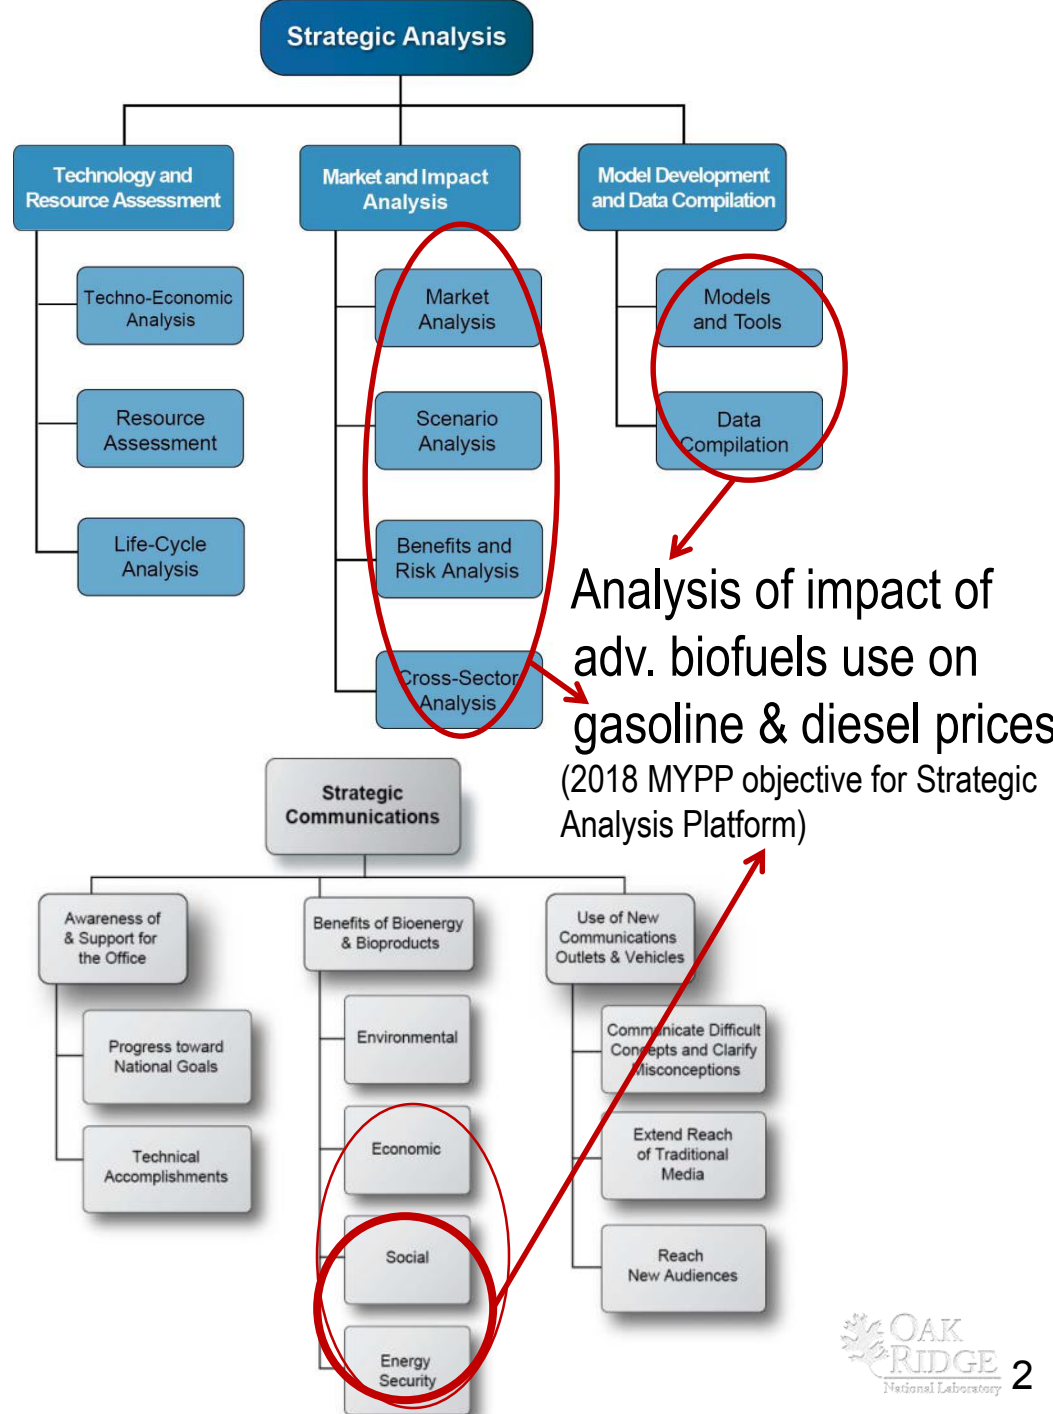 Strategic Analysis
Technology and
Resource Assessment
Techno-Economic
Analysis
Resource
Assessment
Life-Cycle
Analysis
Market and Impact
Analysis
Market
Analysis
Scenario
Analysis
Benefits and
Risk Analysis
Cross-Sector
Analysis
Model Development
and Data Compilation
Models
and Tools
Data
Compilation
Analysis of impact of
adv. biofuels use on
gasoline & diesel prices
(2018 MYPP objective for Strategic
Analysis Platform)
Strategic
Communications
Awareness of
& Support for
the Office
Progress toward
National Goals
Technical
Accomplishments
Benefits of Bioenergy
& Bioproducts
Environmental
Economic
Social
Energy
Security
Use of New
Communications
Outlets & Vehicles
Communicate Difficult
Concepts and Clarify
Misconceptions
Extend Reach
of Traditional
Media
Reach
New Audiences
OAK
RIDGE
National Laboratory
2